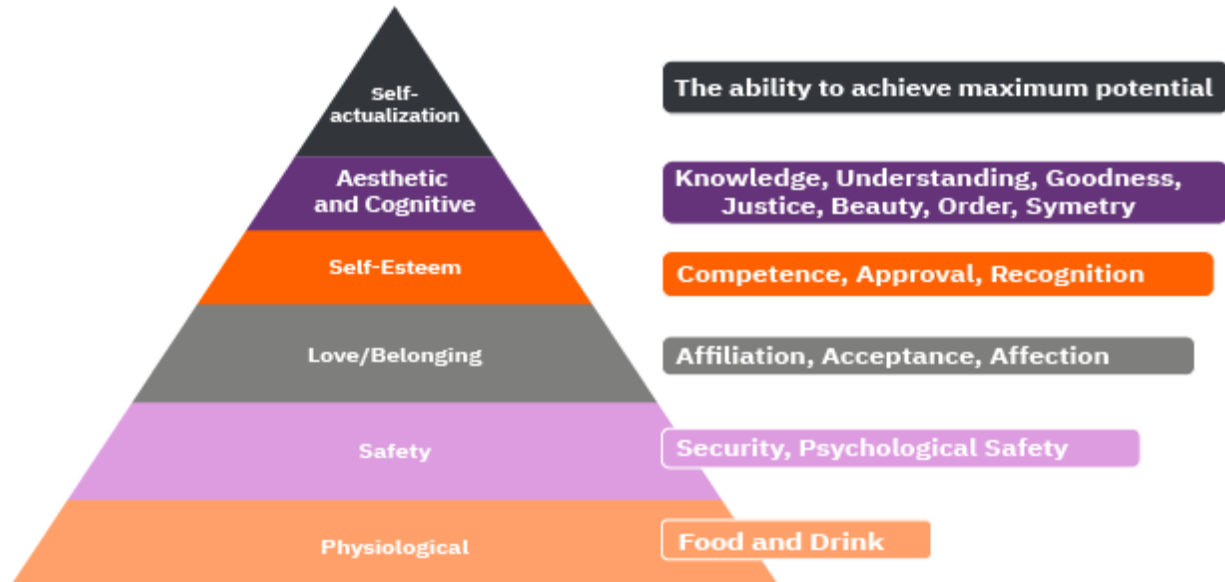 Self-
actualization
The ability to achieve maximum potential
Aesthetic
and Cognitive
Knowledge, Understanding, Goodness,
Justice, Beauty, Order, Symetry
Self-Esteem
Competence, Approval, Recognition
Love/Belonging
Affiliation, Acceptance, Affection
Safety
Security, Psychological Safety
Physiological
Food and Drink